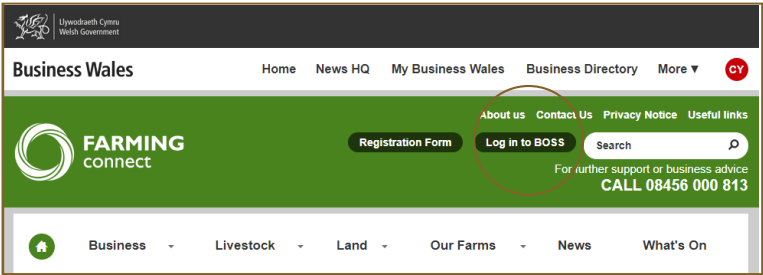 Llywodraeth Cymru
Welsh Government
Business Wales
Home News HQ My Business Wales Business Directory More ▼ CY
About us Contact Us Privacy Notice Useful links
Registration Form Log in to BOSS Search
FARMING
connect
For further support or business advice
CALL 08456 000 813
Business Livestock Land Our Farms News What's On